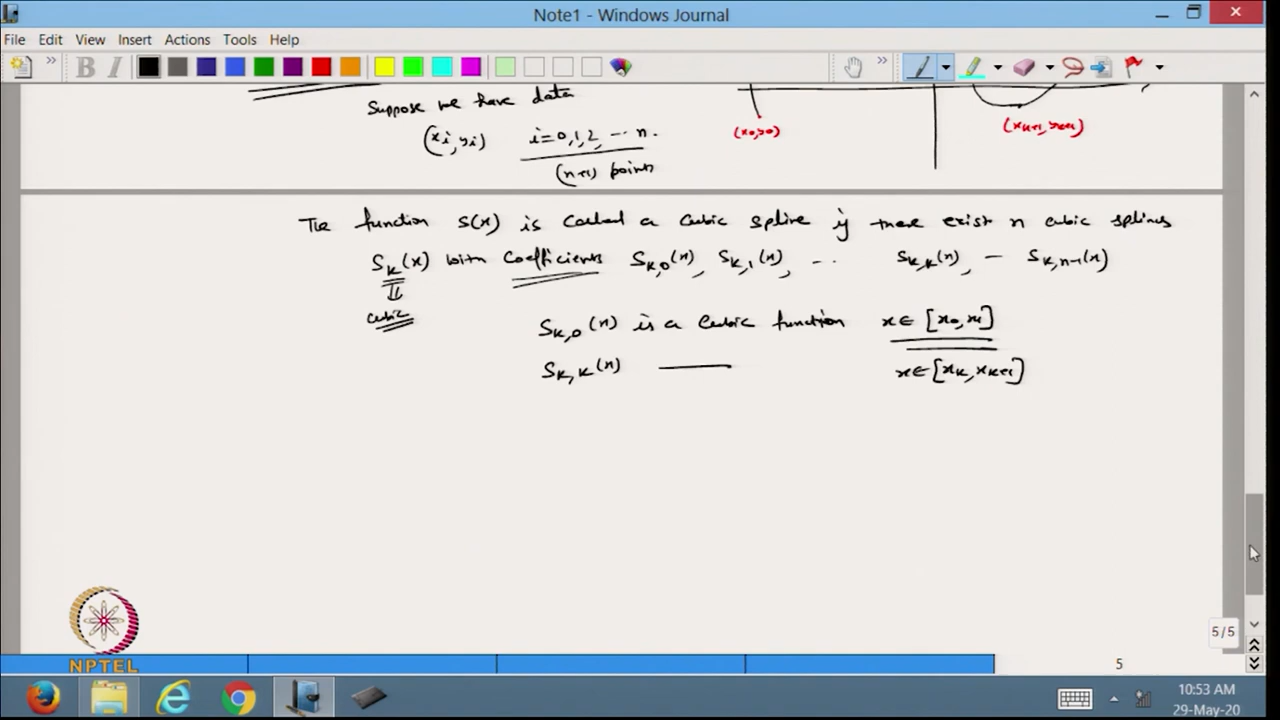 Note1 - Windows Journal
File Edit View Insert Actions Tools Help
Suppose we have data
(xi, yi) i=0,1,2, ... n.
(n+1) points
(x0,y0)
(xk+1, yk+1)
The function S(x) is called a cubic spline if there exist n cubic splines
Sk(x) with coefficients Sk,0(x), Sk,1(x), ... Sk,k(x), - Sk,n-1(x)
cubic
Sk,0(x) is a cubic function x∈[x0,x1]
Sk,k(x) — x∈[xk,xk+1]
5/5
NPTEL
5
10:53 AM
29-May-20